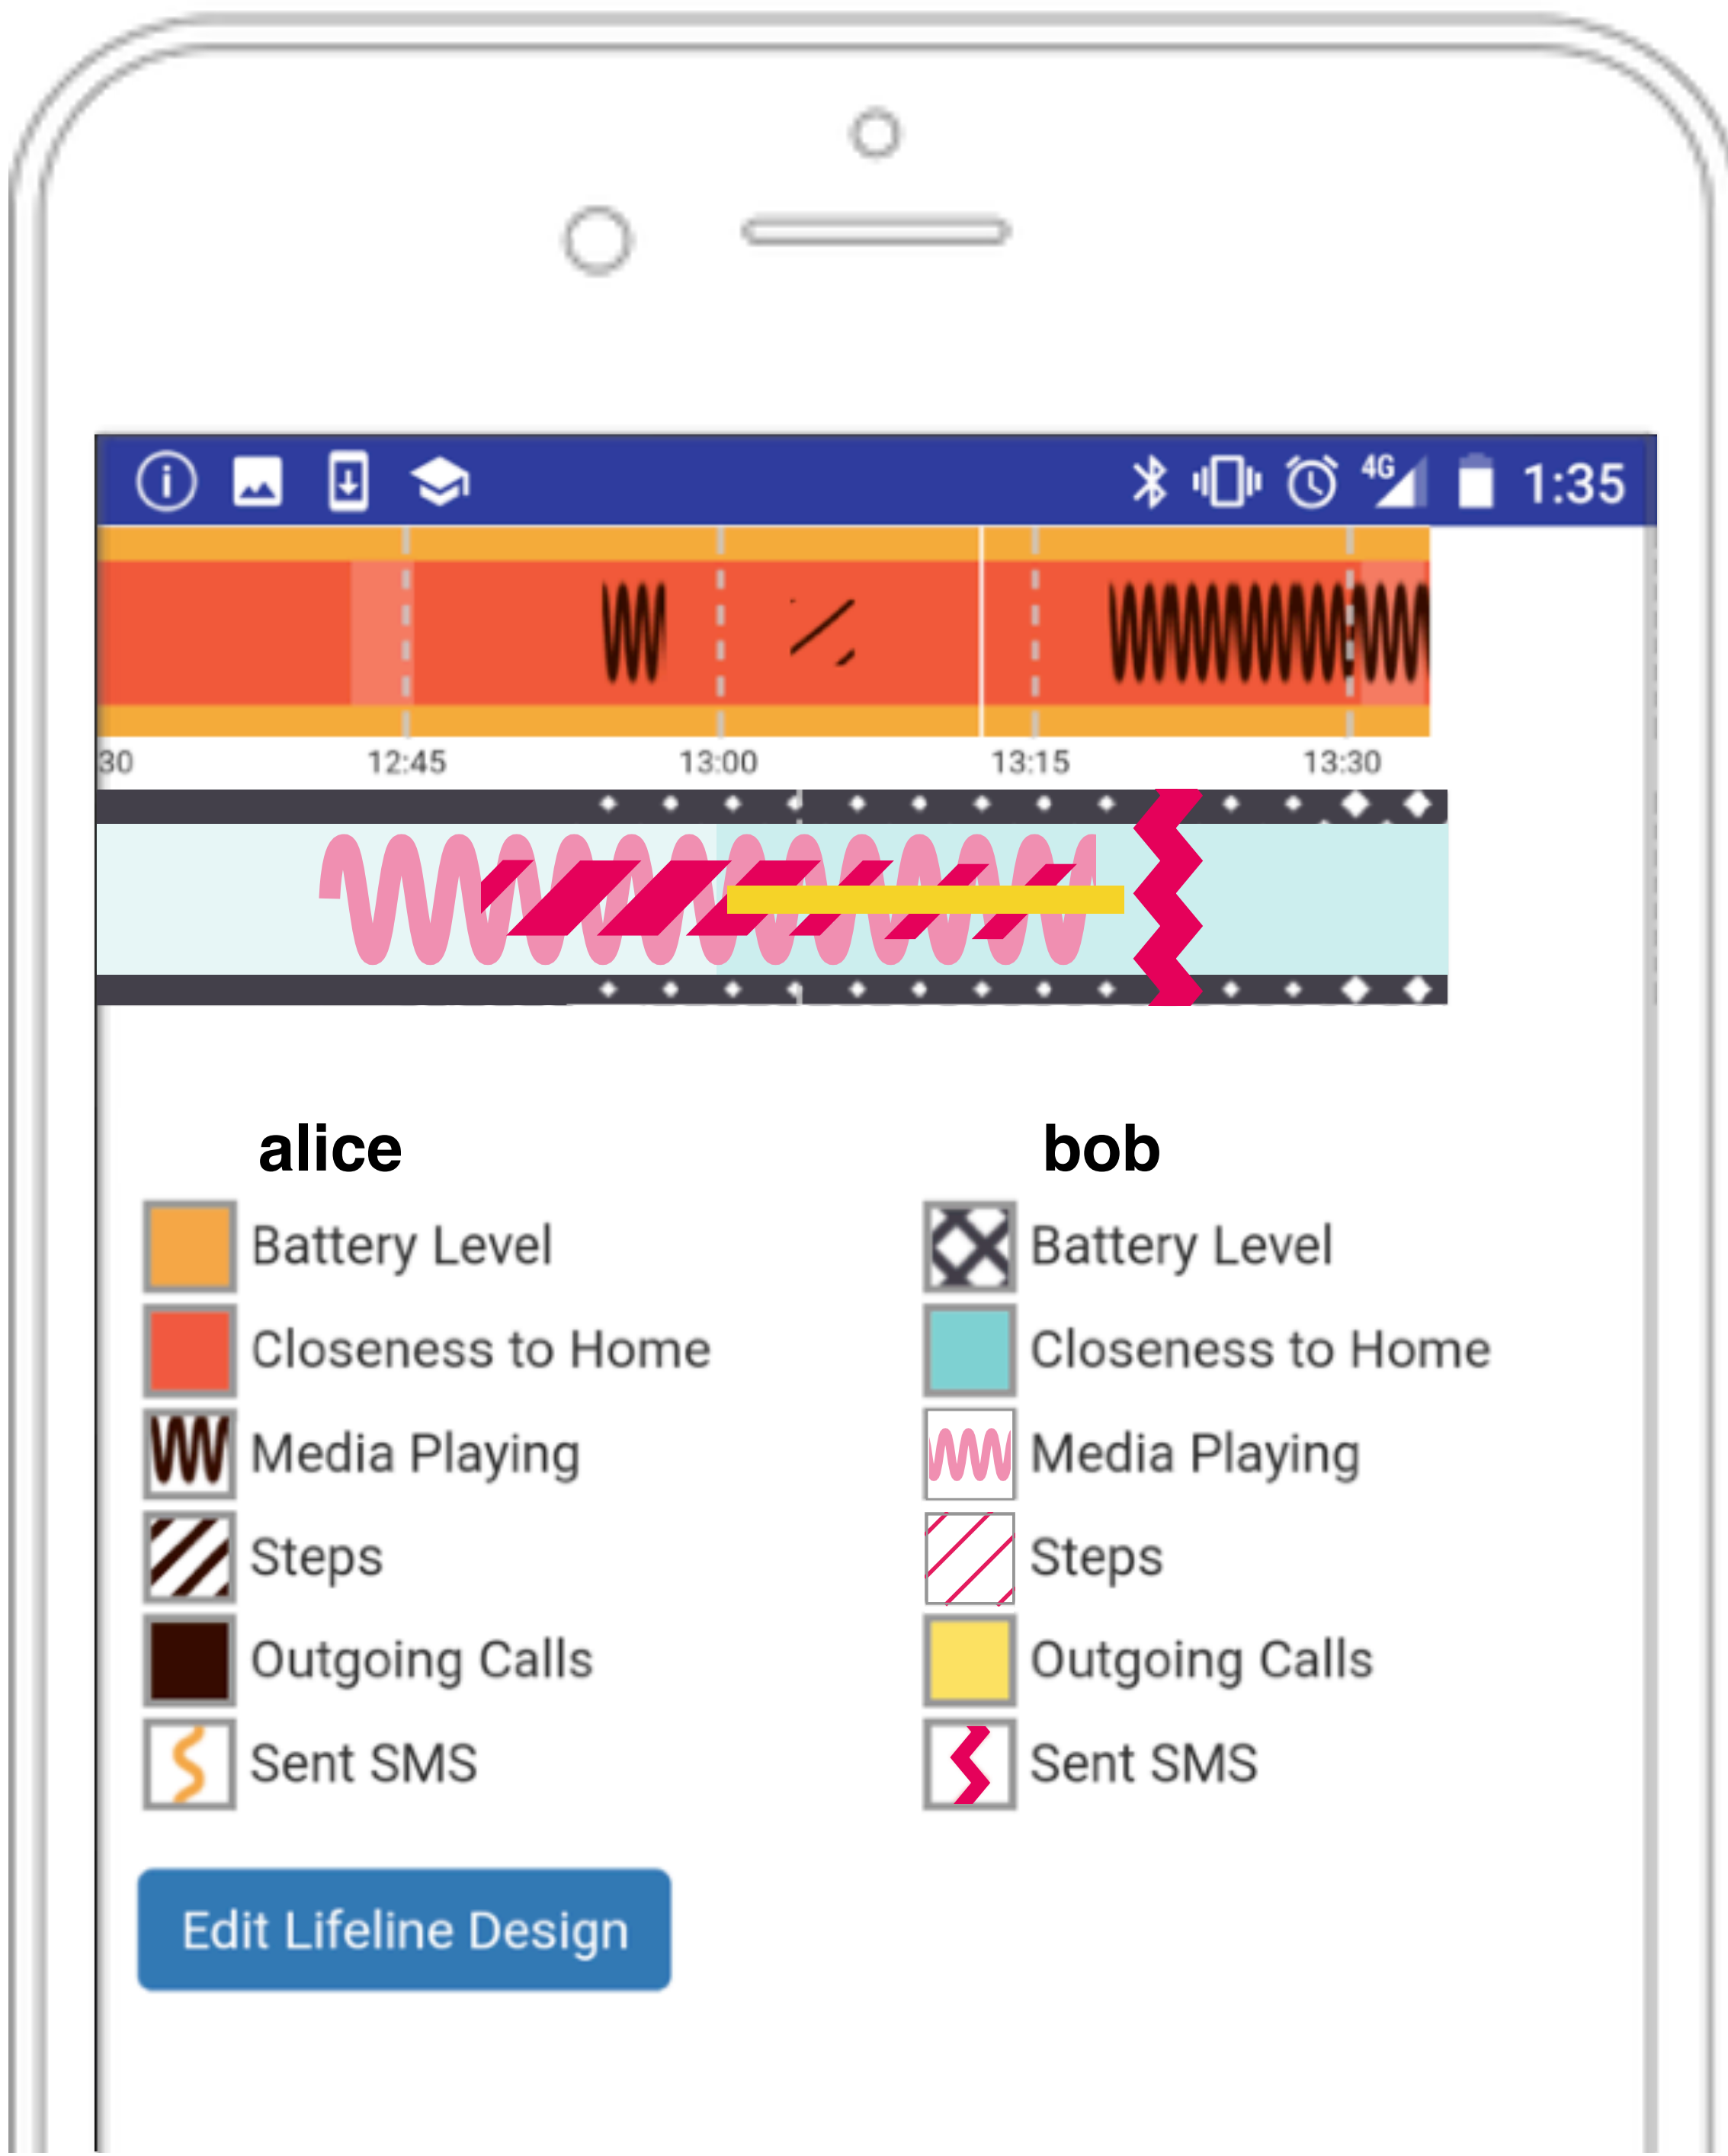 4G 1:35
30 12:45 13:00 13:15 13:30
alice bob
Battery Level Battery Level
Closeness to Home Closeness to Home
Media Playing Media Playing
Steps Steps
Outgoing Calls Outgoing Calls
Sent SMS Sent SMS
Edit Lifeline Design